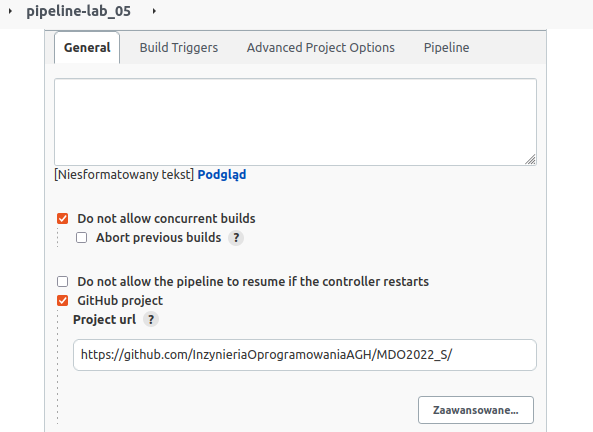 pipeline-lab_05
General Build Triggers Advanced Project Options Pipeline
[Niesformatowany tekst] Podgląd
Do not allow concurrent builds
Abort previous builds ?
Do not allow the pipeline to resume if the controller restarts
GitHub project
Project url ?
https://github.com/InzynieriaOprogramowaniaAGH/MDO2022_S/
Zaawansowane...